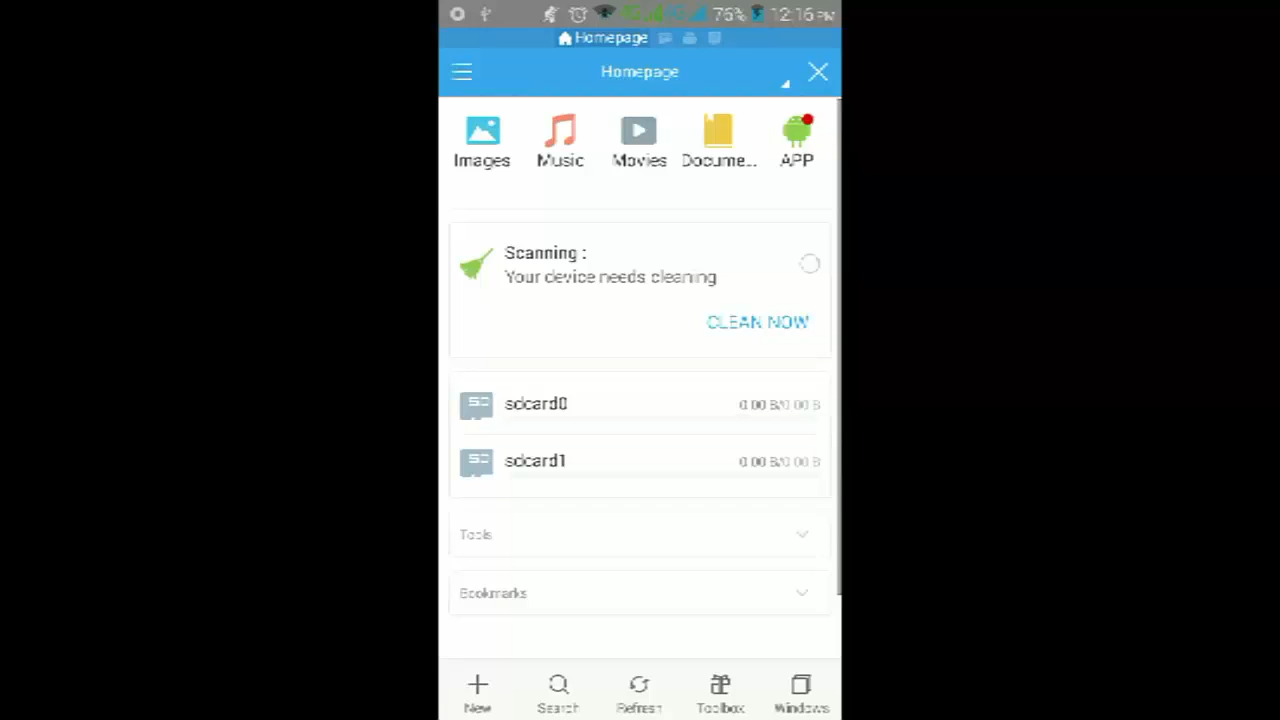 76% 12:16 PM
Homepage
Homepage
Images Music Movies Docume... APP
Scanning :
Your device needs cleaning
CLEAN NOW
sdcard0 0.00 B/0.00 B
sdcard1 0.00 B/0.00 B
Tools
Bookmarks
New Search Refresh Toolbox Windows